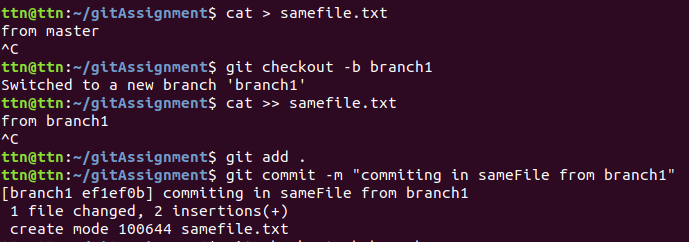 ttn@ttn:~/gitAssignment$ cat > samefile.txt
from master
^C
ttn@ttn:~/gitAssignment$ git checkout -b branch1
Switched to a new branch 'branch1'
ttn@ttn:~/gitAssignment$ cat >> samefile.txt
from branch1
^C
ttn@ttn:~/gitAssignment$ git add .
ttn@ttn:~/gitAssignment$ git commit -m "commiting in sameFile from branch1"
[branch1 ef1ef0b] commiting in sameFile from branch1
 1 file changed, 2 insertions(+)
 create mode 100644 samefile.txt